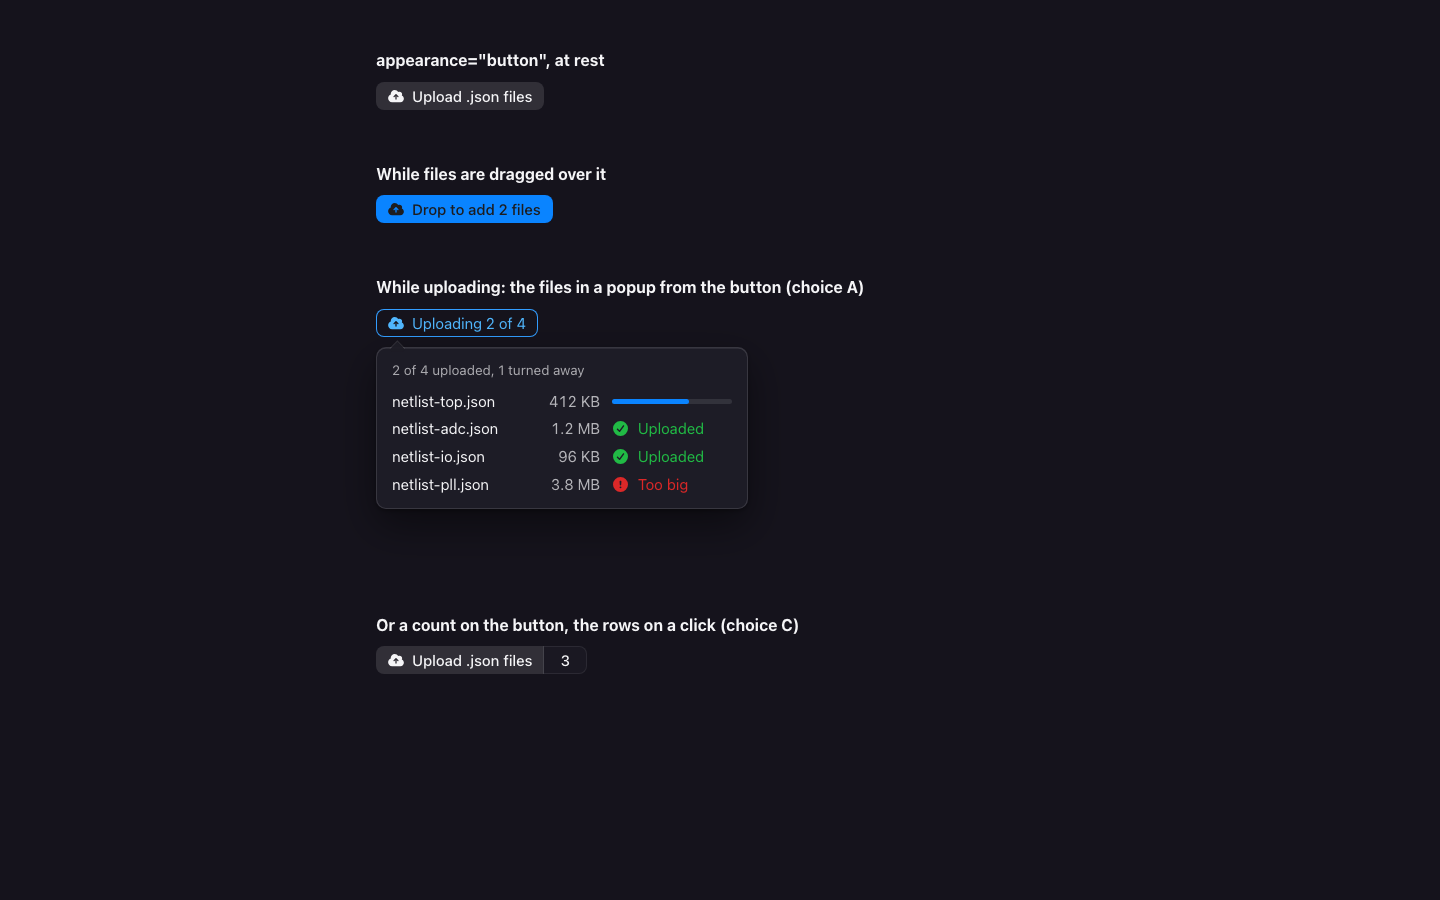 appearance="button", at rest
Upload .json files
While files are dragged over it
Drop to add 2 files
While uploading: the files in a popup from the button (choice A)
Uploading 2 of 4
2 of 4 uploaded, 1 turned away
netlist-top.json 412 KB
netlist-adc.json 1.2 MB Uploaded
netlist-io.json 96 KB Uploaded
netlist-pll.json 3.8 MB Too big
Or a count on the button, the rows on a click (choice C)
Upload .json files 3